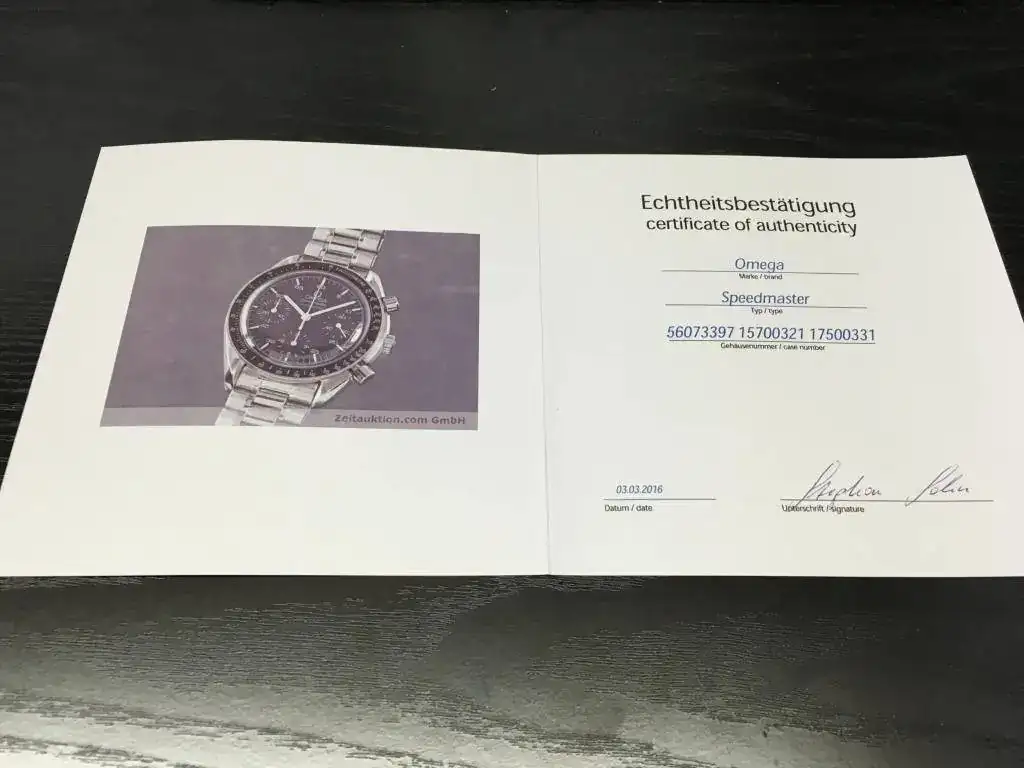 OMEGA
Zeitauktion.com GmbH
Echtheitsbestätigung
certificate of authenticity
Omega
Marke / brand
Speedmaster
Typ / type
56073397 15700321 17500331
Gehäusenummer / case number
03.03.2016
Datum / date
Unterschrift / signature